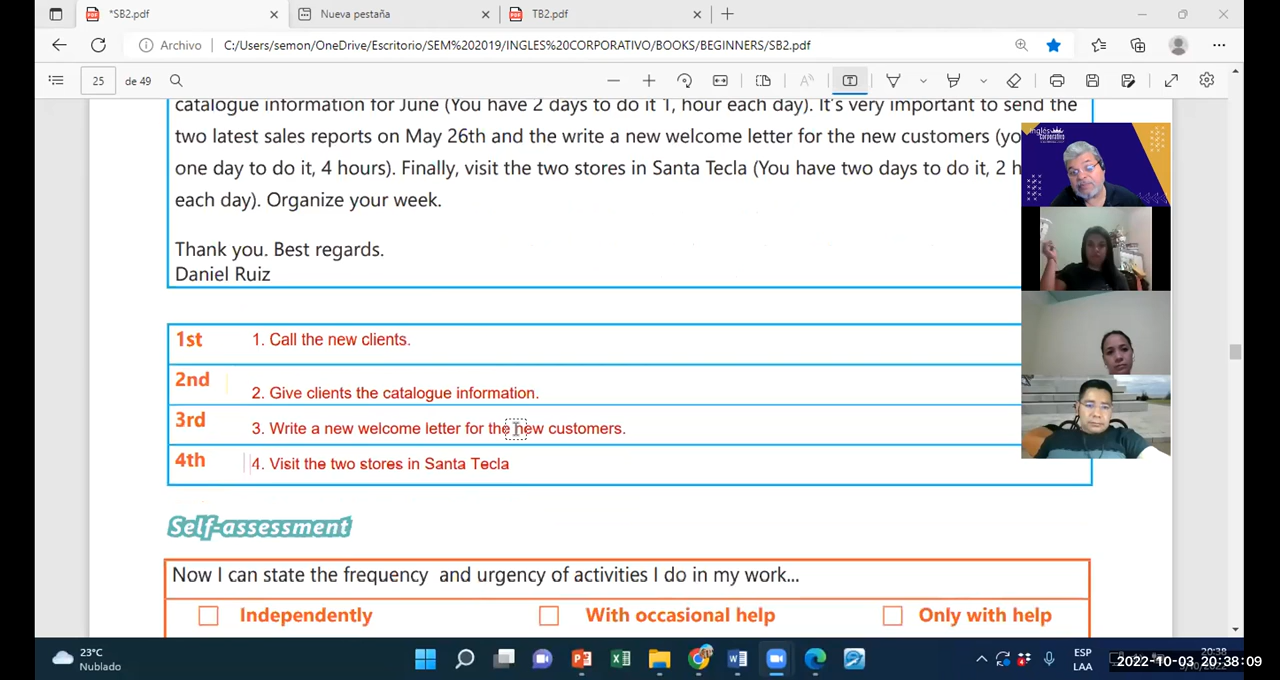 *SB2.pdf
Nueva pestaña
TB2.pdf
Archivo
C:/Users/semon/OneDrive/Escritorio/SEM%202019/INGLES%20CORPORATIVO/BOOKS/BEGINNERS/SB2.pdf
25 de 49
catalogue information for June (You have 2 days to do it 1, hour each day). It's very important to send the
two latest sales reports on May 26th and the write a new welcome letter for the new customers (yo
one day to do it, 4 hours). Finally, visit the two stores in Santa Tecla (You have two days to do it, 2 h
each day). Organize your week.
Thank you. Best regards.
Daniel Ruiz
inglés
corporativo
1st 1. Call the new clients.
2nd 2. Give clients the catalogue information.
3rd 3. Write a new welcome letter for the new customers.
4th 4. Visit the two stores in Santa Tecla
Self-assessment
Now I can state the frequency and urgency of activities I do in my work...
Independently With occasional help Only with help
23°C
Nublado
ESP
LAA
20:38
2022-10-03 20:38:09